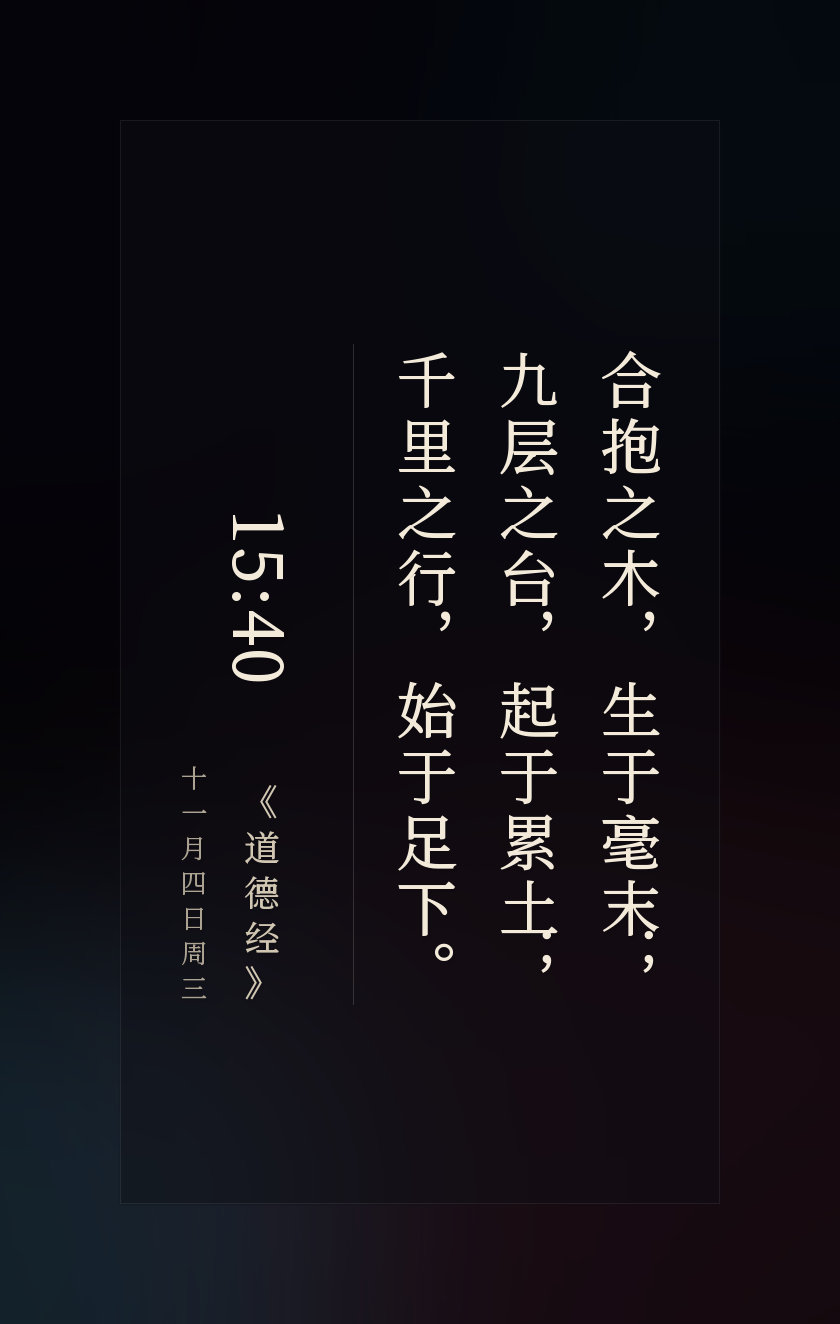 合抱之木，生于毫末；
九层之台，起于累土；
千里之行，始于足下。
15:40
《道德经》
十一月四日周三